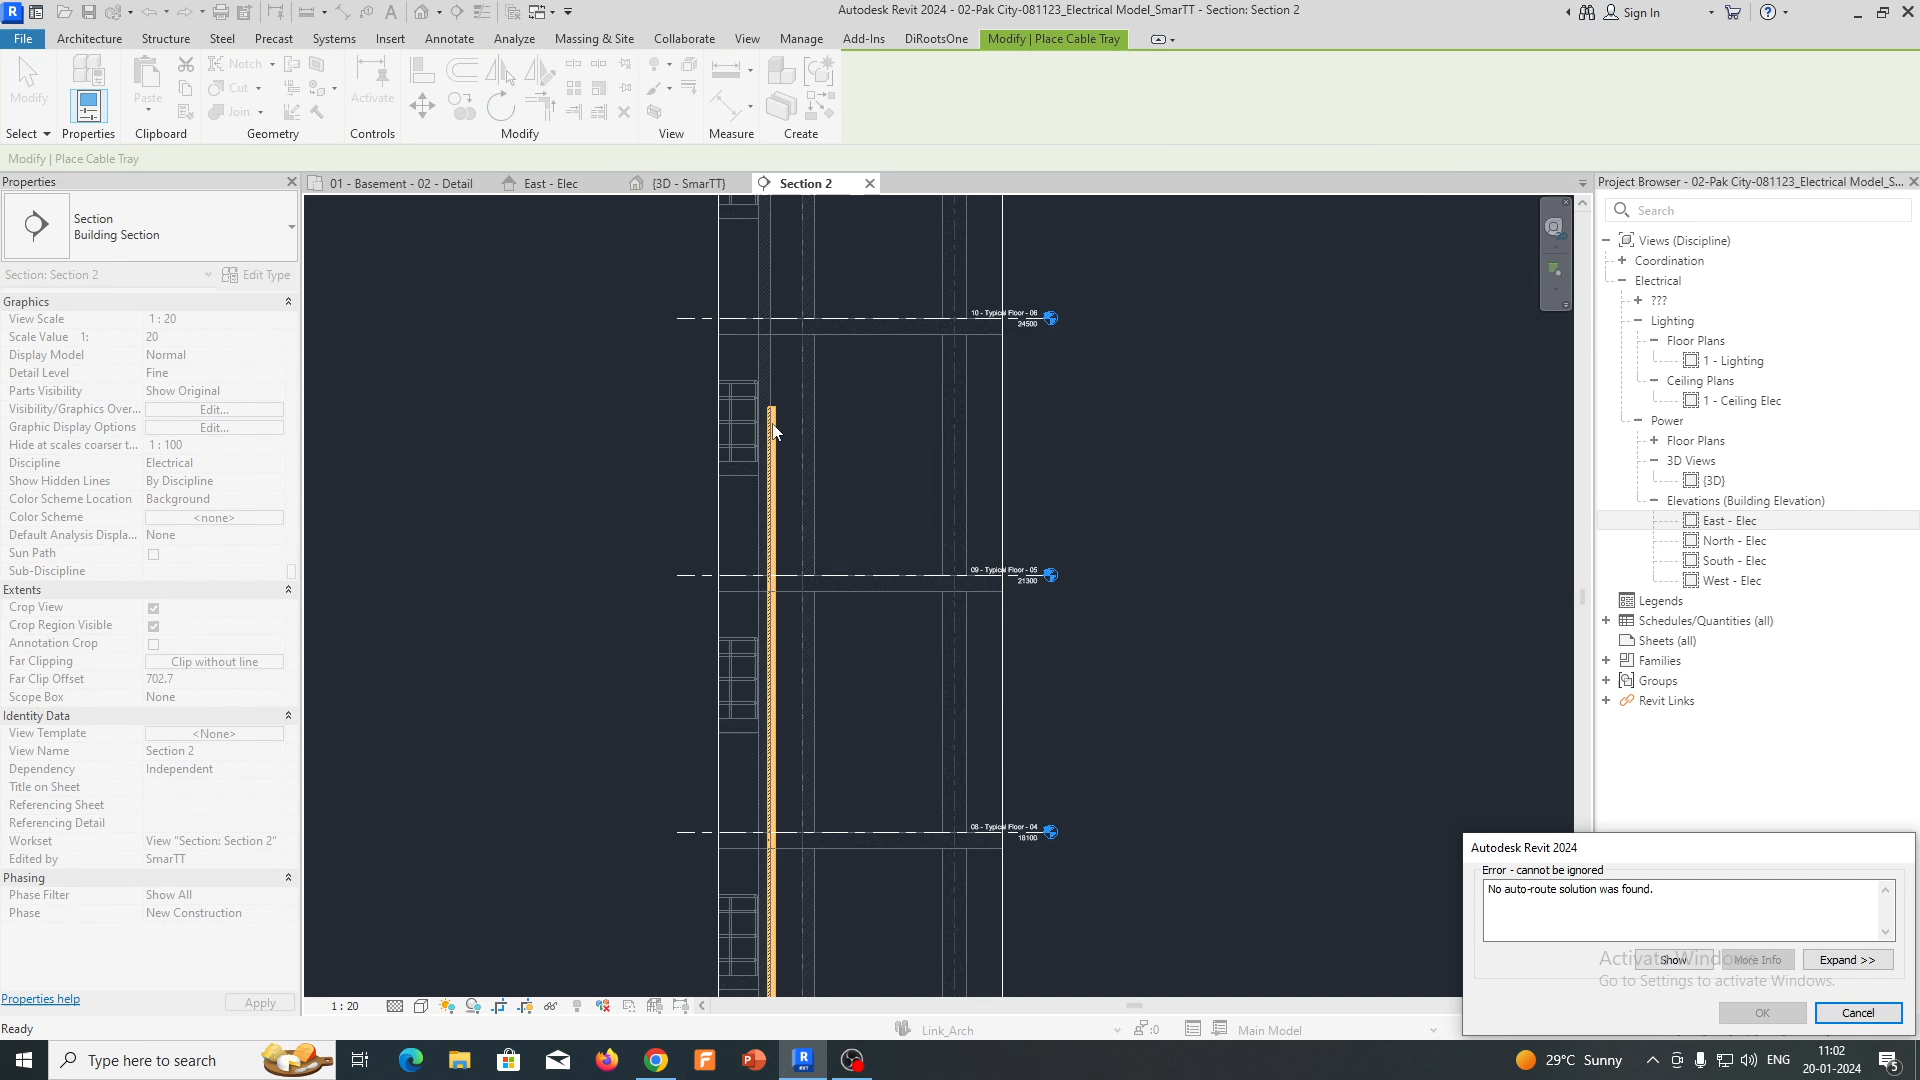 Autodesk Revit 2024 - 02-Pak City-081123_Electrical Model_SmarTT - Section: Section 2
Sign In
File Architecture Structure Steel Precast Systems Insert Annotate Analyze Massing & Site Collaborate View Manage Add-Ins DiRootsOne Modify | Place Cable Tray
Modify
Paste
Notch
Cut
Join
Activate
Select Properties Clipboard Geometry Controls Modify View Measure Create
Modify | Place Cable Tray
Properties
01 - Basement - 02 - Detail
East - Elec
{3D - SmarTT}
Section 2
Project Browser - 02-Pak City-081123_Electrical Model_S...
Section
Building Section
Section: Section 2
Edit Type
Graphics
View Scale 1 : 20
Scale Value 1: 20
Display Model Normal
Detail Level Fine
Parts Visibility Show Original
Visibility/Graphics Over... Edit...
Graphic Display Options Edit...
Hide at scales coarser t... 1 : 100
Discipline Electrical
Show Hidden Lines By Discipline
Color Scheme Location Background
Color Scheme <none>
Default Analysis Displa... None
Sun Path
Sub-Discipline
Extents
Crop View
Crop Region Visible
Annotation Crop
Far Clipping Clip without line
Far Clip Offset 702.7
Scope Box None
Identity Data
View Template <None>
View Name Section 2
Dependency Independent
Title on Sheet
Referencing Sheet
Referencing Detail
Workset View "Section: Section 2"
Edited by SmarTT
Phasing
Phase Filter Show All
Phase New Construction
Properties help
Apply
10 - Typical Floor - 06
24500
09 - Typical Floor - 05
21300
08 - Typical Floor - 04
18100
Search
Views (Discipline)
Coordination
Electrical
???
Lighting
Floor Plans
1 - Lighting
Ceiling Plans
1 - Ceiling Elec
Power
Floor Plans
3D Views
{3D}
Elevations (Building Elevation)
East - Elec
North - Elec
South - Elec
West - Elec
Legends
Schedules/Quantities (all)
Sheets (all)
Families
Groups
Revit Links
Autodesk Revit 2024
Error - cannot be ignored
No auto-route solution was found.
Show
More Info
Expand >>
Activate Windows
Go to Settings to activate Windows.
OK
Cancel
1 : 20
Ready
Link_Arch
:0
Main Model
Type here to search
29°C Sunny
ENG
11:02
20-01-2024
5